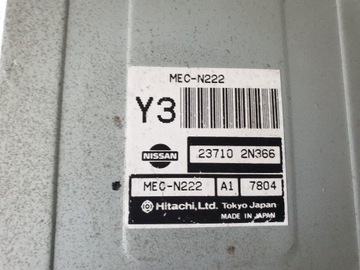 MEC-N222
Y3
NISSAN
23710 2N366
MEC-N222 A1 7804
Hitachi, Ltd. Tokyo Japan
MADE IN JAPAN